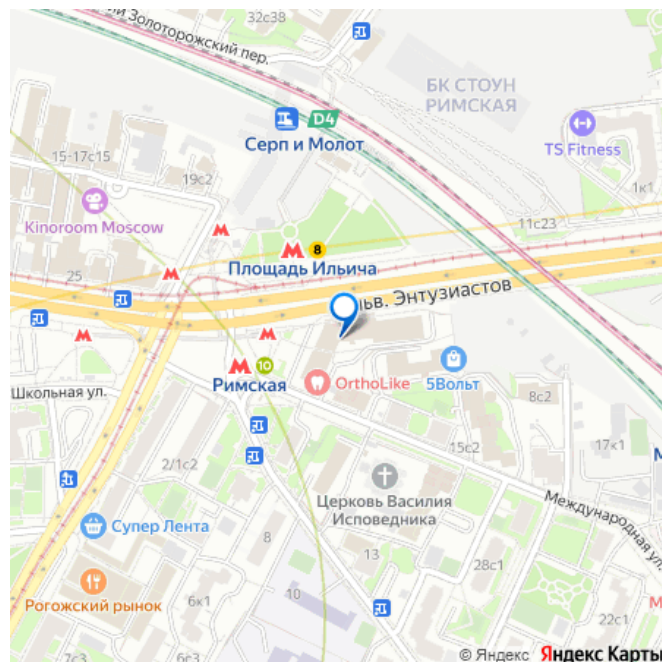 32с38
Золоторожский пер.
БК СТОУН
РИМСКАЯ
D4
Серп и Молот
TS Fitness
15-17с15
19с2
1к1
Kinoroom Moscow
11с23
8
Площадь Ильича
25
ьв. Энтузиастов
10
Римская
OrthoLike
5Вольт
Школьная ул.
8с2
15с2
17к1
2/1с2
Церковь Василия
Исповедника
Международная ул.
Супер Лента
8
13
28с1
Рогожский рынок
6к1
10
22с1
7с3
6к2
© Яндекс Яндекс Карты